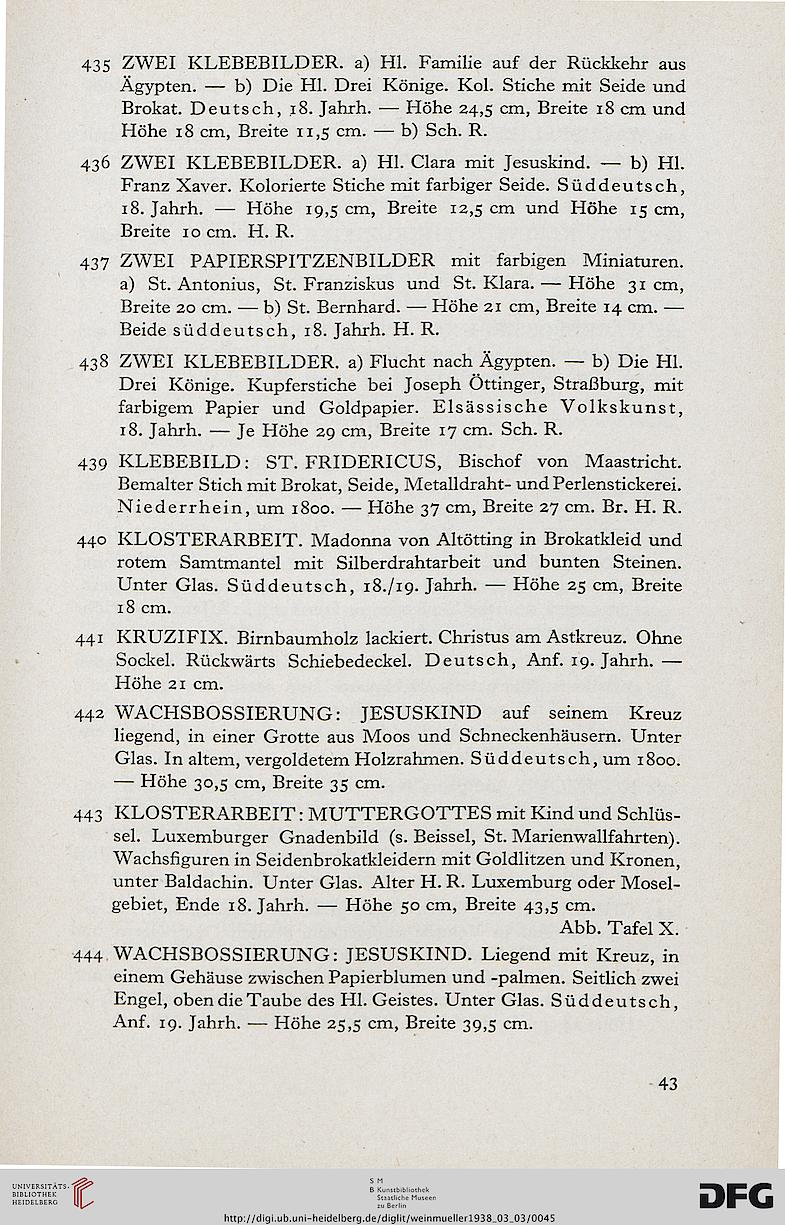 435 ZWEI KLEBEBILDER. a) Hl. Familie auf der Rückkehr aus
Ägypten. — b) Die Hl. Drei Könige. Kol. Stiche mit Seide und
Brokat. Deutsch, 18. Jahrh. — Höhe 24,5 cm, Breite 18 cm und
Höhe 18 cm, Breite 11,5 cm. — b) Sch. R.
436 ZWEI KLEBEBILDER. a) Hl. Clara mit Jesuskind. — b) Hl.
Franz Xaver. Kolorierte Stiche mit farbiger Seide. Süddeutsch,
18. Jahrh. — Höhe 19,5 cm, Breite 12,5 cm und Höhe 15 cm,
Breite 10 cm. H. R.
437 ZWEI PAPIERSPITZENBILDER mit farbigen Miniaturen.
a) St. Antonius, St. Franziskus und St. Klara. — Höhe 31 cm,
Breite 20 cm. — b) St. Bernhard. — Höhe 21 cm, Breite 14 cm. —
Beide süddeutsch, 18. Jahrh. H. R.
438 ZWEI KLEBEBILDER. a) Flucht nach Ägypten. — b) Die Hl.
Drei Könige. Kupferstiche bei Joseph Öttinger, Straßburg, mit
farbigem Papier und Goldpapier. Elsässische Volkskunst,
18. Jahrh. — Je Höhe 29 cm, Breite 17 cm. Sch. R.
439 KLEBEBILD: ST. FRIDERICUS, Bischof von Maastricht.
Bemalter Stich mit Brokat, Seide, Metalldraht- und Perlenstickerei.
Niederrhein, um 1800. — Höhe 37 cm, Breite 27 cm. Br. H. R.
440 KLOSTERARBEIT. Madonna von Altötting in Brokatkleid und
rotem Samtmantel mit Silberdrahtarbeit und bunten Steinen.
Unter Glas. Süddeutsch, 18./19. Jahrh. — Höhe 25 cm, Breite
18 cm.
441 KRUZIFIX. Birnbaumholz lackiert. Christus am Astkreuz. Ohne
Sockel. Rückwärts Schiebedeckel. Deutsch, Anf. 19. Jahrh. —
Höhe 21 cm.
442 WACHSBOSSIERUNG: JESUSKIND auf seinem Kreuz
liegend, in einer Grotte aus Moos und Schneckenhäusern. Unter
Glas. In altem, vergoldetem Holzrahmen. Süddeutsch, um 1800.
— Höhe 30,5 cm, Breite 35 cm.
443 KLOSTERARBEIT: MUTTERGOTTES mit Kind und Schlüs-
sel. Luxemburger Gnadenbild (s. Beissel, St. Marienwallfahrten).
Wachsfiguren in Seidenbrokatkleidern mit Goldlitzen und Kronen,
unter Baldachin. Unter Glas. Alter H. R. Luxemburg oder Mosel-
gebiet, Ende 18. Jahrh. — Höhe 50 cm, Breite 43,5 cm.
Abb. Tafel X.
444 WACHSBOSSIERUNG: JESUSKIND. Liegend mit Kreuz, in
einem Gehäuse zwischen Papierblumen und -palmen. Seitlich zwei
Engel, oben die Taube des Hl. Geistes. Unter Glas. Süddeutsch,
Anf. 19. Jahrh. — Höhe 25,5 cm, Breite 39,5 cm.
43
UNIVERSITÄTS-
BIBLIOTHEK
HEIDELBERG
S M
B Kunstbibliothek
Staatliche Museen
zu Berlin
http://digi.ub.uni-heidelberg.de/diglit/weinmueller1938_03_03/0045
DFG